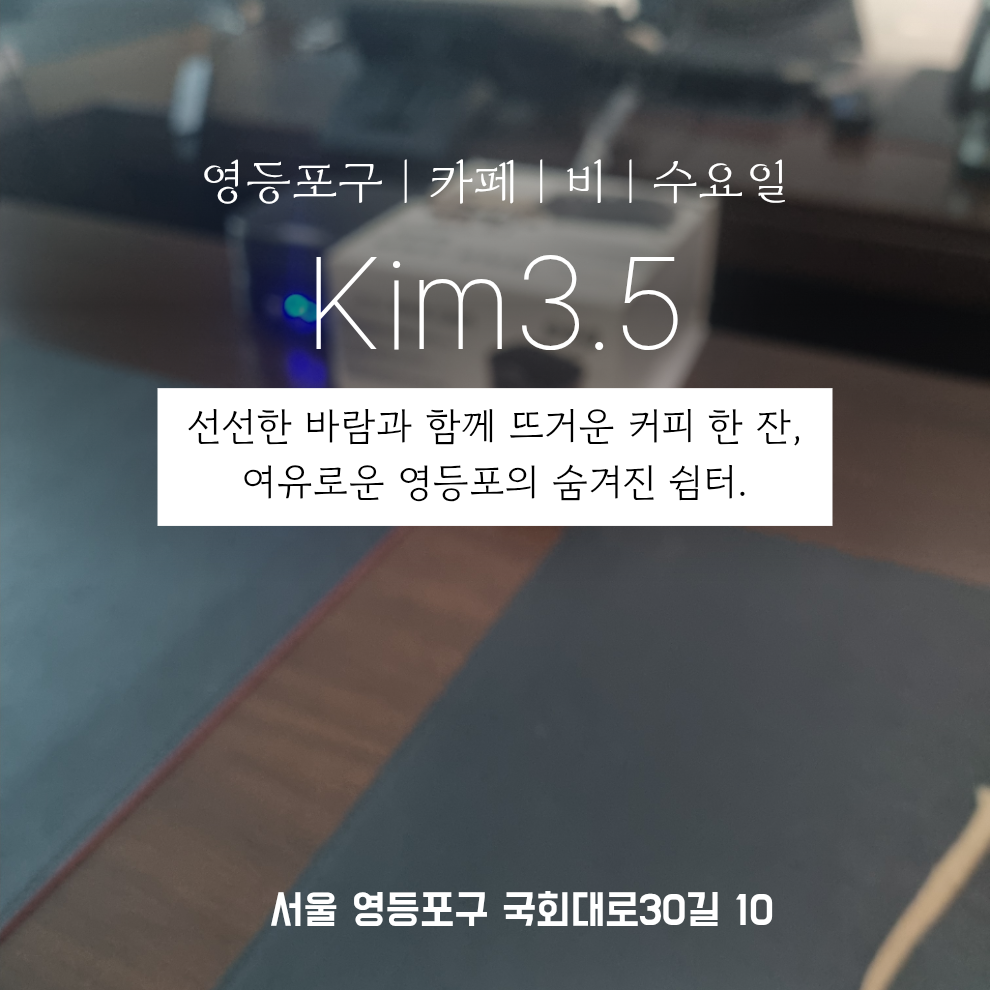 영등포구 | 카페 | 비 | 수요일
Kim3.5
선선한 바람과 함께 뜨거운 커피 한 잔,
여유로운 영등포의 숨겨진 쉼터.
서울 영등포구 국회대로30길 10